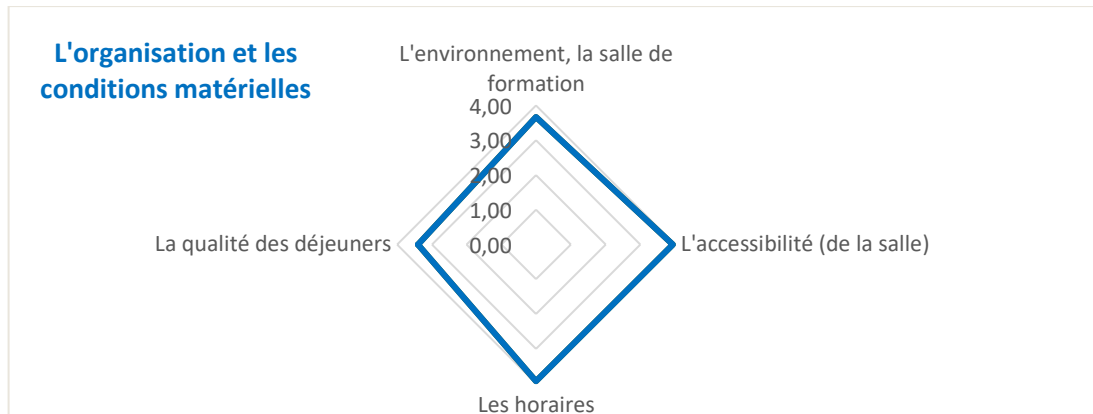 L'organisation et les
conditions matérielles
L'environnement, la salle de
formation
4,00
3,00
2,00
1,00
0,00
La qualité des déjeuners
L'accessibilité (de la salle)
Les horaires